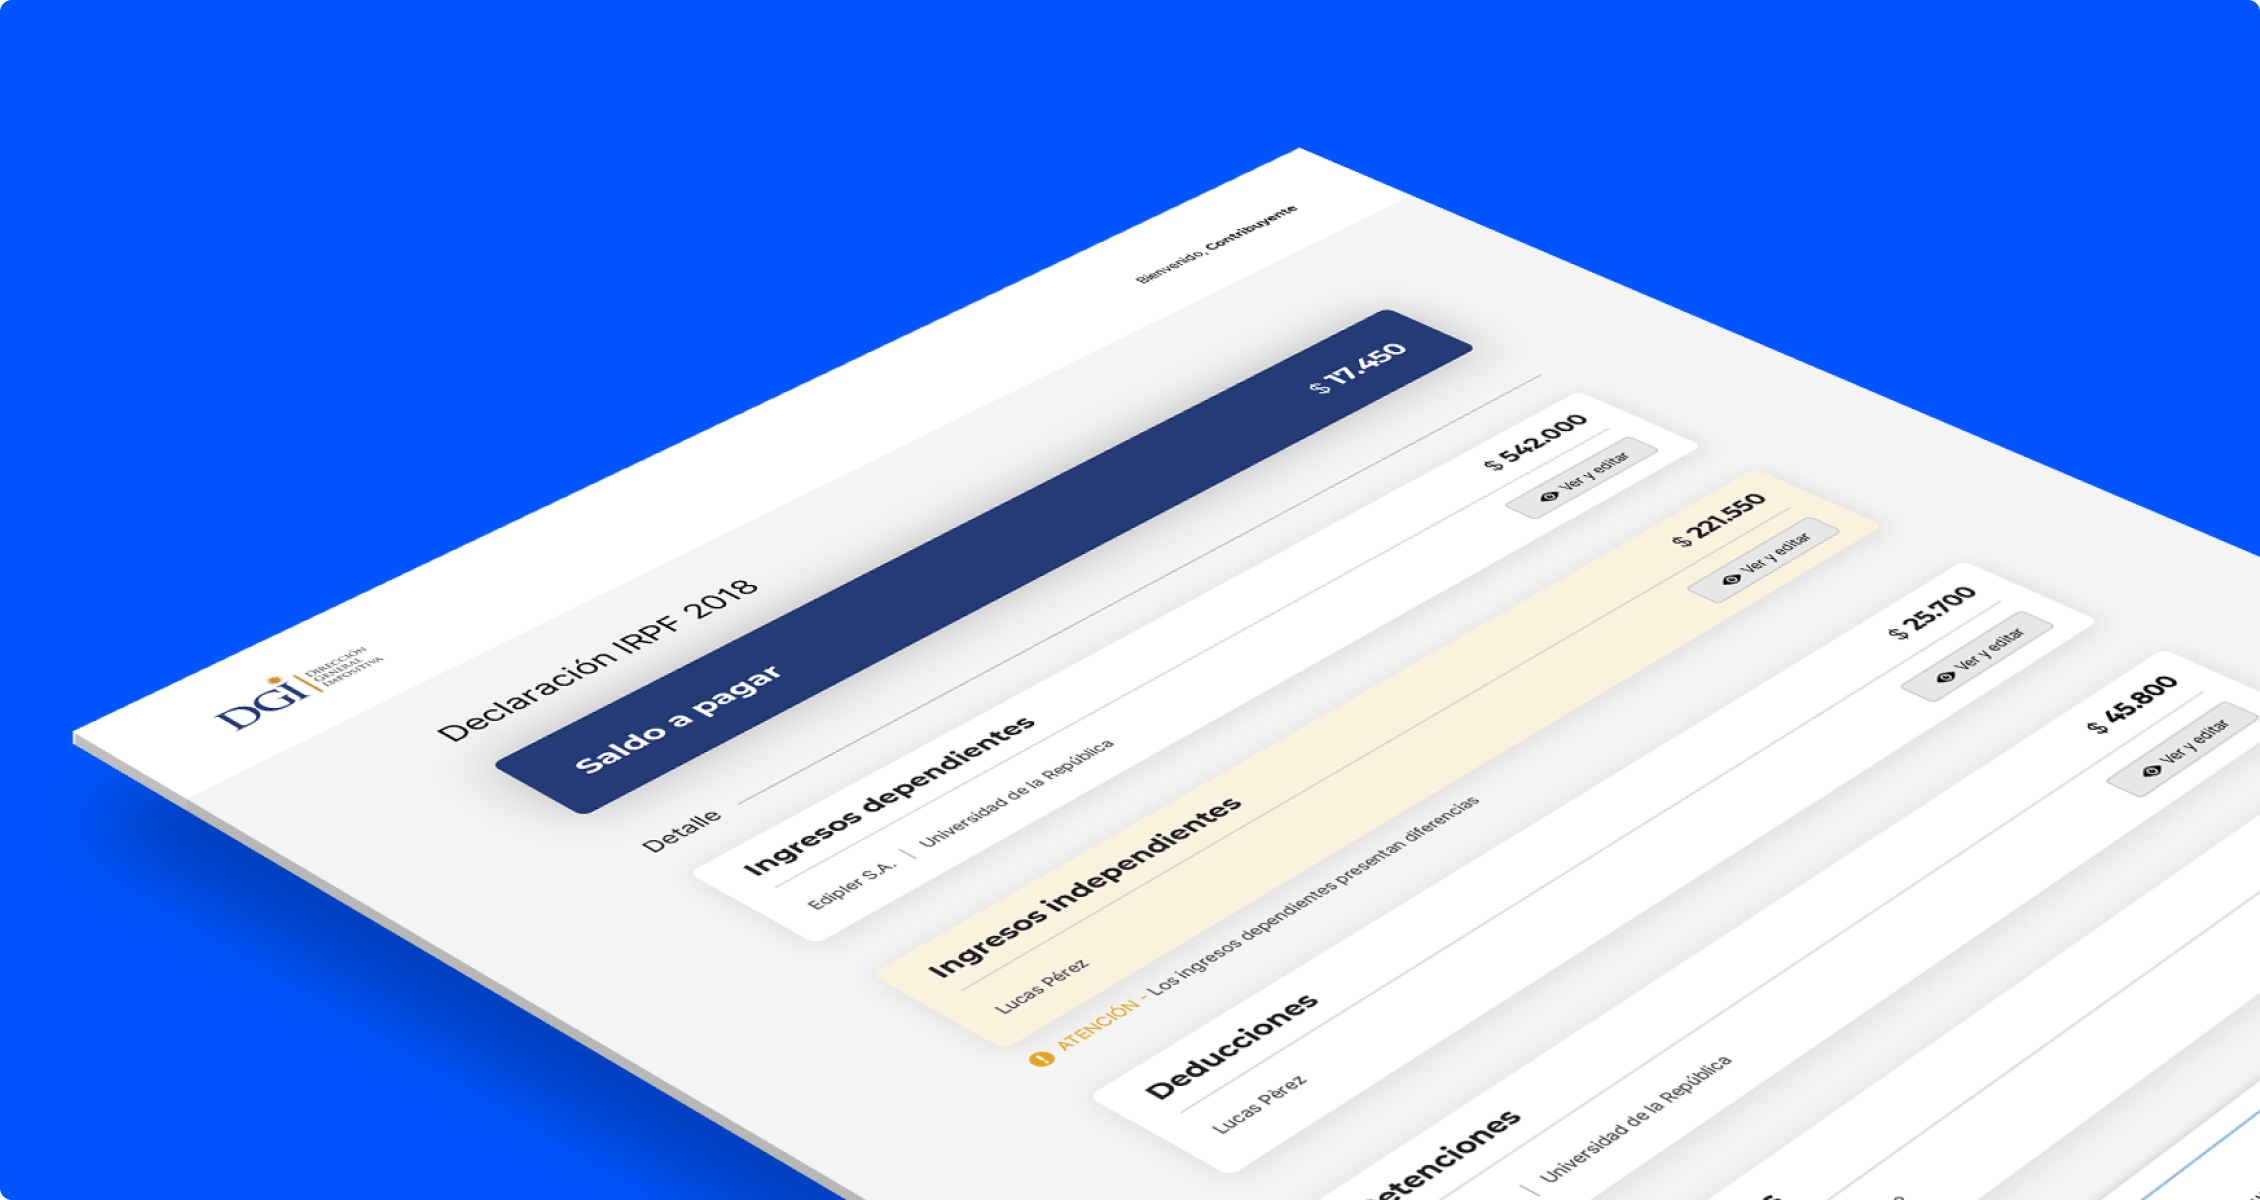 DGI
DIRECCIÓN
GENERAL
IMPOSITIVA
Bienvenido, Contribuyente
Declaración IRPF 2018
Saldo a pagar $ 17.450
Detalle
Ingresos dependientes $ 542.000
Edipler S.A. | Universidad de la República Ver y editar
Ingresos independientes $ 221.550
Lucas Pérez Ver y editar
ATENCIÓN - Los ingresos dependientes presentan diferencias
Deducciones $ 25.700
Lucas Pèrez Ver y editar
etenciones $ 45.800
| Universidad de la República Ver y editar